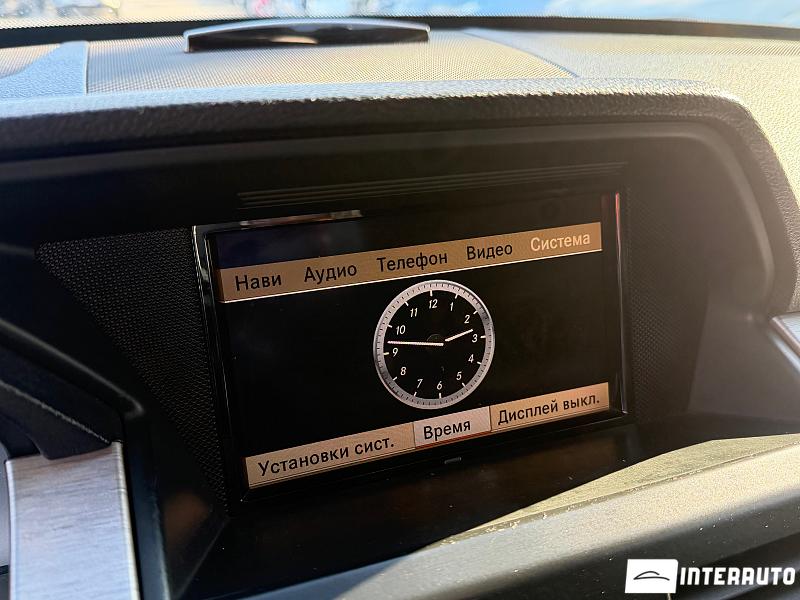 Нави Аудио Телефон Видео Система
12
11 1
10 2
9 3
8 4
7 5
6
Установки сист. Время Дисплей выкл.
INTERAUTO